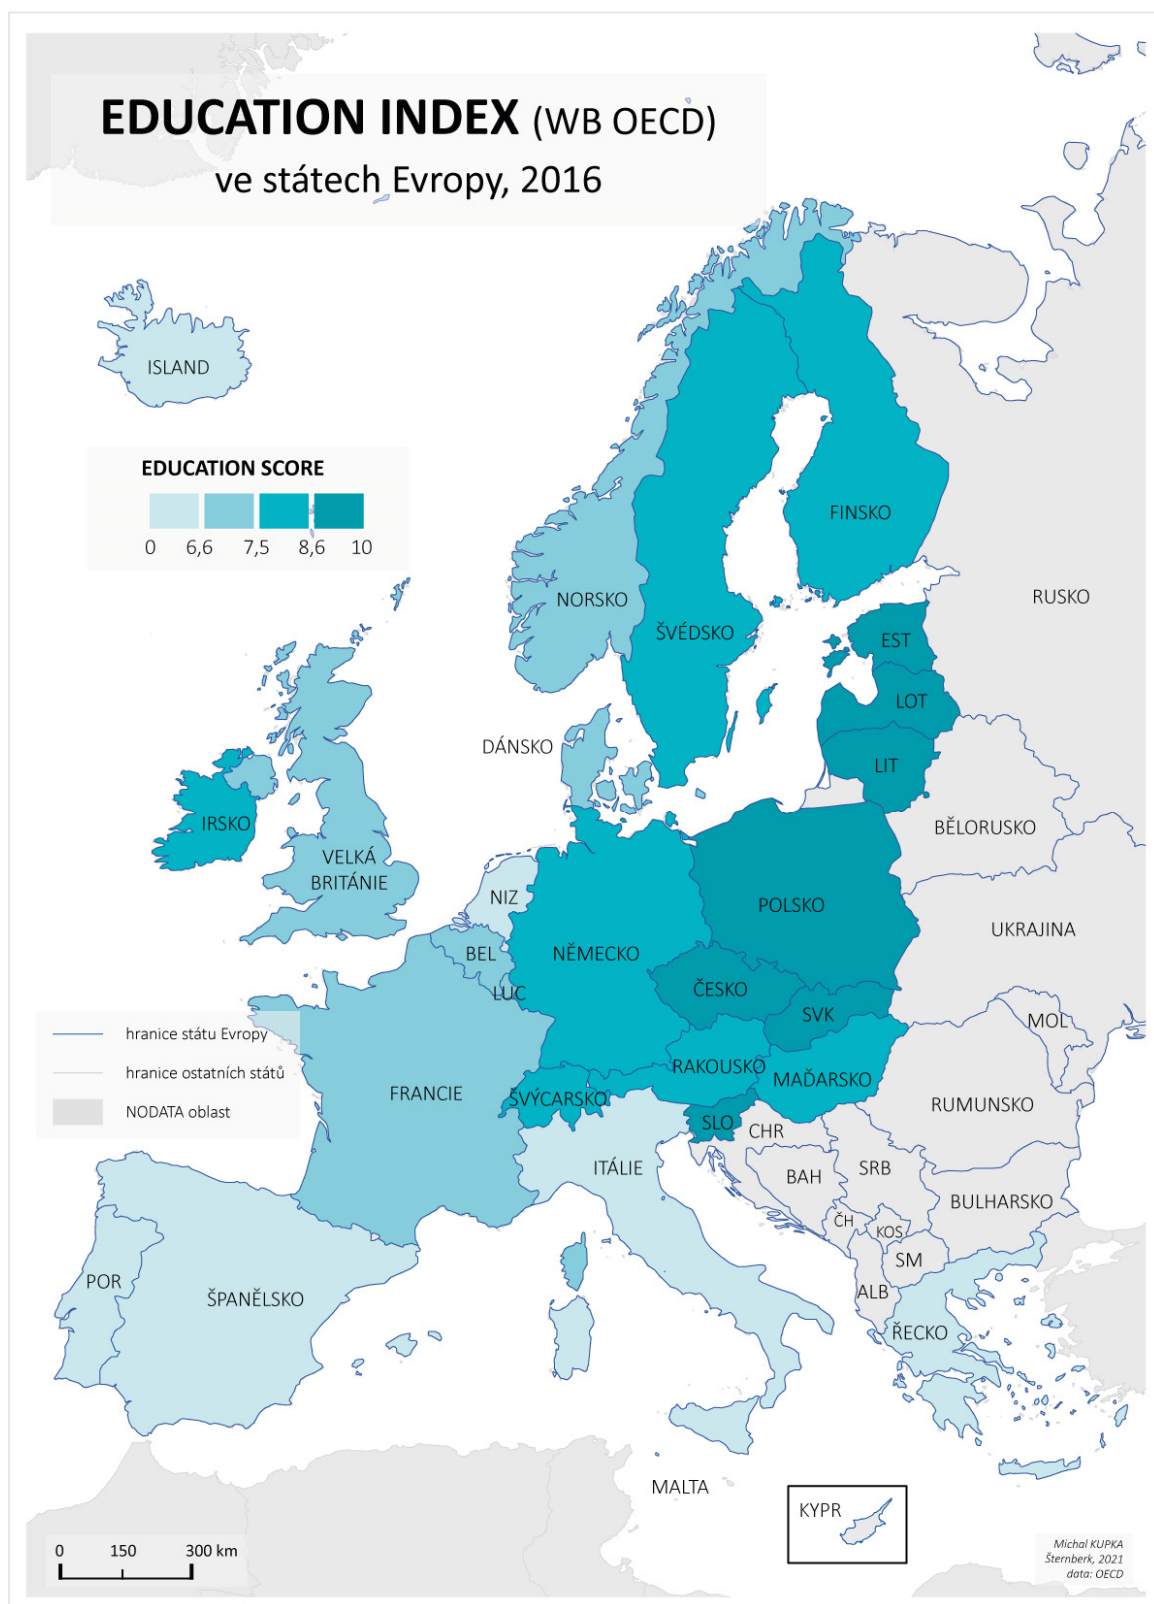 EDUCATION INDEX (WB OECD)
ve státech Evropy, 2016
ISLAND
EDUCATION SCORE
0 6,6 7,5 8,6 10
FINSKO
NORSKO
RUSKO
ŠVÉDSKO
EST
LOT
DÁNSKO
LIT
IRSKO
BĚLORUSKO
VELKÁ
BRITÁNIE
NIZ
POLSKO
UKRAJINA
BEL
NĚMECKO
ČESKO
LUC
SVK
MOL
hranice státu Evropy
hranice ostatních států
NODATA oblast
RAKOUSKO
MAĎARSKO
FRANCIE
ŠVÝCARSKO
RUMUNSKO
SLO
CHR
ITÁLIE
BAH
SRB
BULHARSKO
ČH
KOS
SM
POR
ŠPANĚLSKO
ALB
ŘECKO
MALTA
KYPR
0 150 300 km
Michal KUPKA
Šternberk, 2021
data: OECD